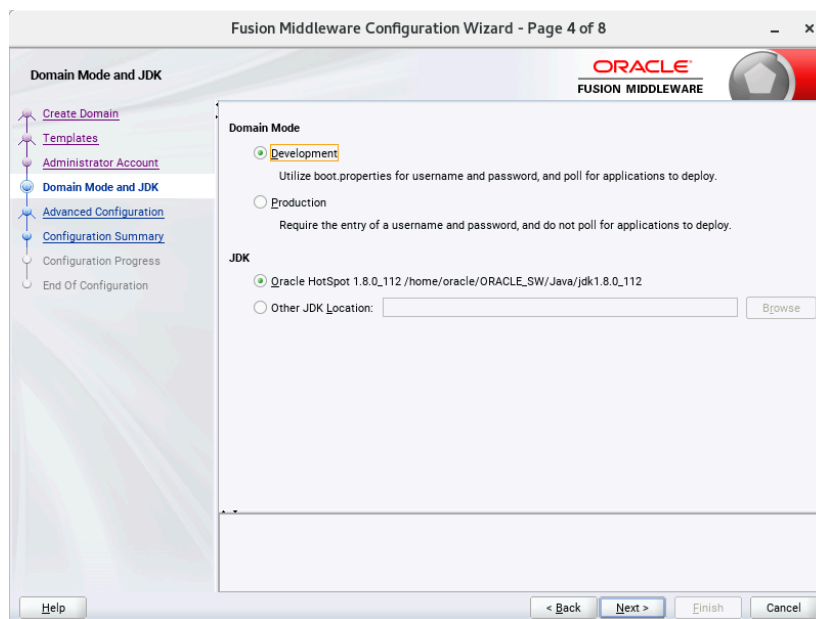 Fusion Middleware Configuration Wizard - Page 4 of 8
Domain Mode and JDK
ORACLE
FUSION MIDDLEWARE
Create Domain
Templates
Administrator Account
Domain Mode and JDK
Advanced Configuration
Configuration Summary
Configuration Progress
End Of Configuration
Domain Mode
Development
Utilize boot.properties for username and password, and poll for applications to deploy.
Production
Require the entry of a username and password, and do not poll for applications to deploy.
JDK
Oracle HotSpot 1.8.0_112 /home/oracle/ORACLE_SW/Java/jdk1.8.0_112
Other JDK Location:
Browse
Help
< Back
Next >
Finish
Cancel